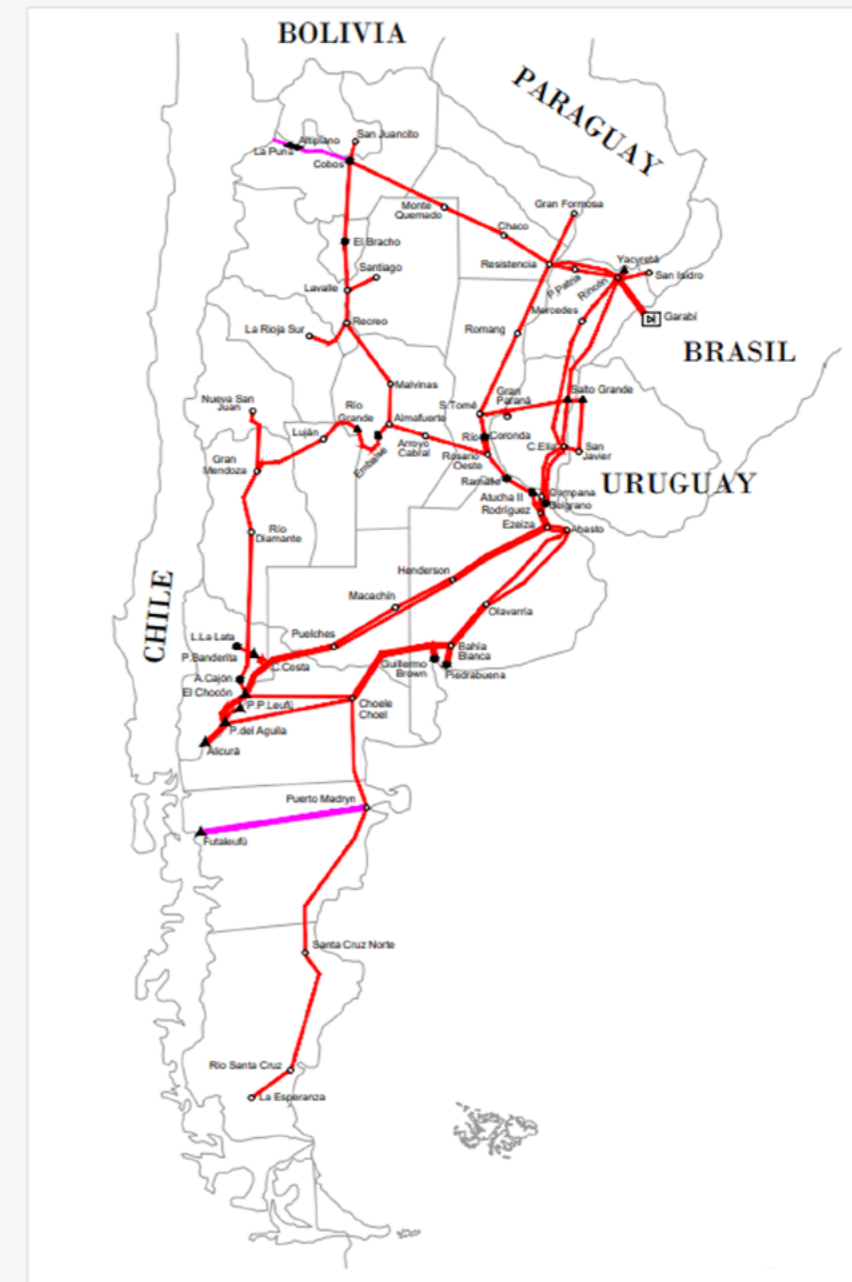 BOLIVIA
PARAGUAY
San Juancito
Altiplano
La Puna
Cobos
Monte
Quemado
Gran Formosa
Chaco
El Bracho
Santiago
Resistencia
Yacyretá
San Isidro
P.Patria
Rincón
Lavalle
Mercedes
Garabí
Recreo
La Rioja Sur
Romang
BRASIL
Malvinas
Gran
Paraná
Salto Grande
Nueva San
Juan
Río
Grande
S.Tomé
Almafuerte
Luján
Río Coronda
Arroyo
Cabral
C.Elia
San
Javier
Embalse
Rosario
Oeste
Gran
Mendoza
Ramallo
URUGUAY
Campana
Atucha II
Belgrano
Rodríguez
Ezeiza
Abasto
Río
Diamante
CHILE
Henderson
Macachín
Olavarría
Puelches
L.La Lata
P.Banderita
C.Costa
Bahía
Blanca
Guillermo
Brown
Piedrabuena
A.Cajón
El Chocón
P.P.Leufú
Choele
Choel
P.del Aguila
Alicurá
Puerto Madryn
Futaleufú
Santa Cruz Norte
Rio Santa Cruz
La Esperanza